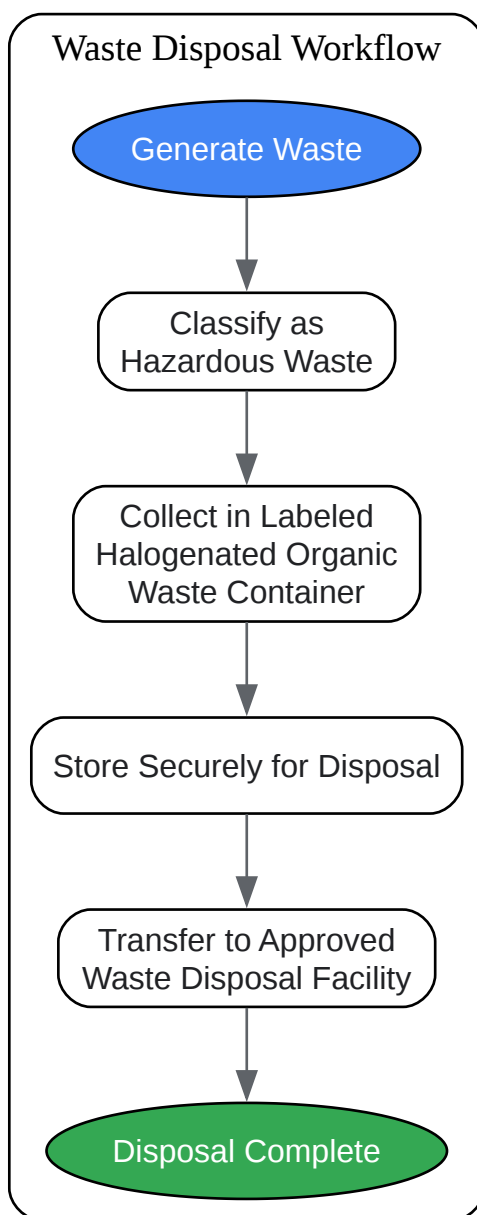 Waste Disposal Workflow
Generate Waste
Classify as
Hazardous Waste
Collect in Labeled
Halogenated Organic
Waste Container
Store Securely for Disposal
Transfer to Approved
Waste Disposal Facility
Disposal Complete